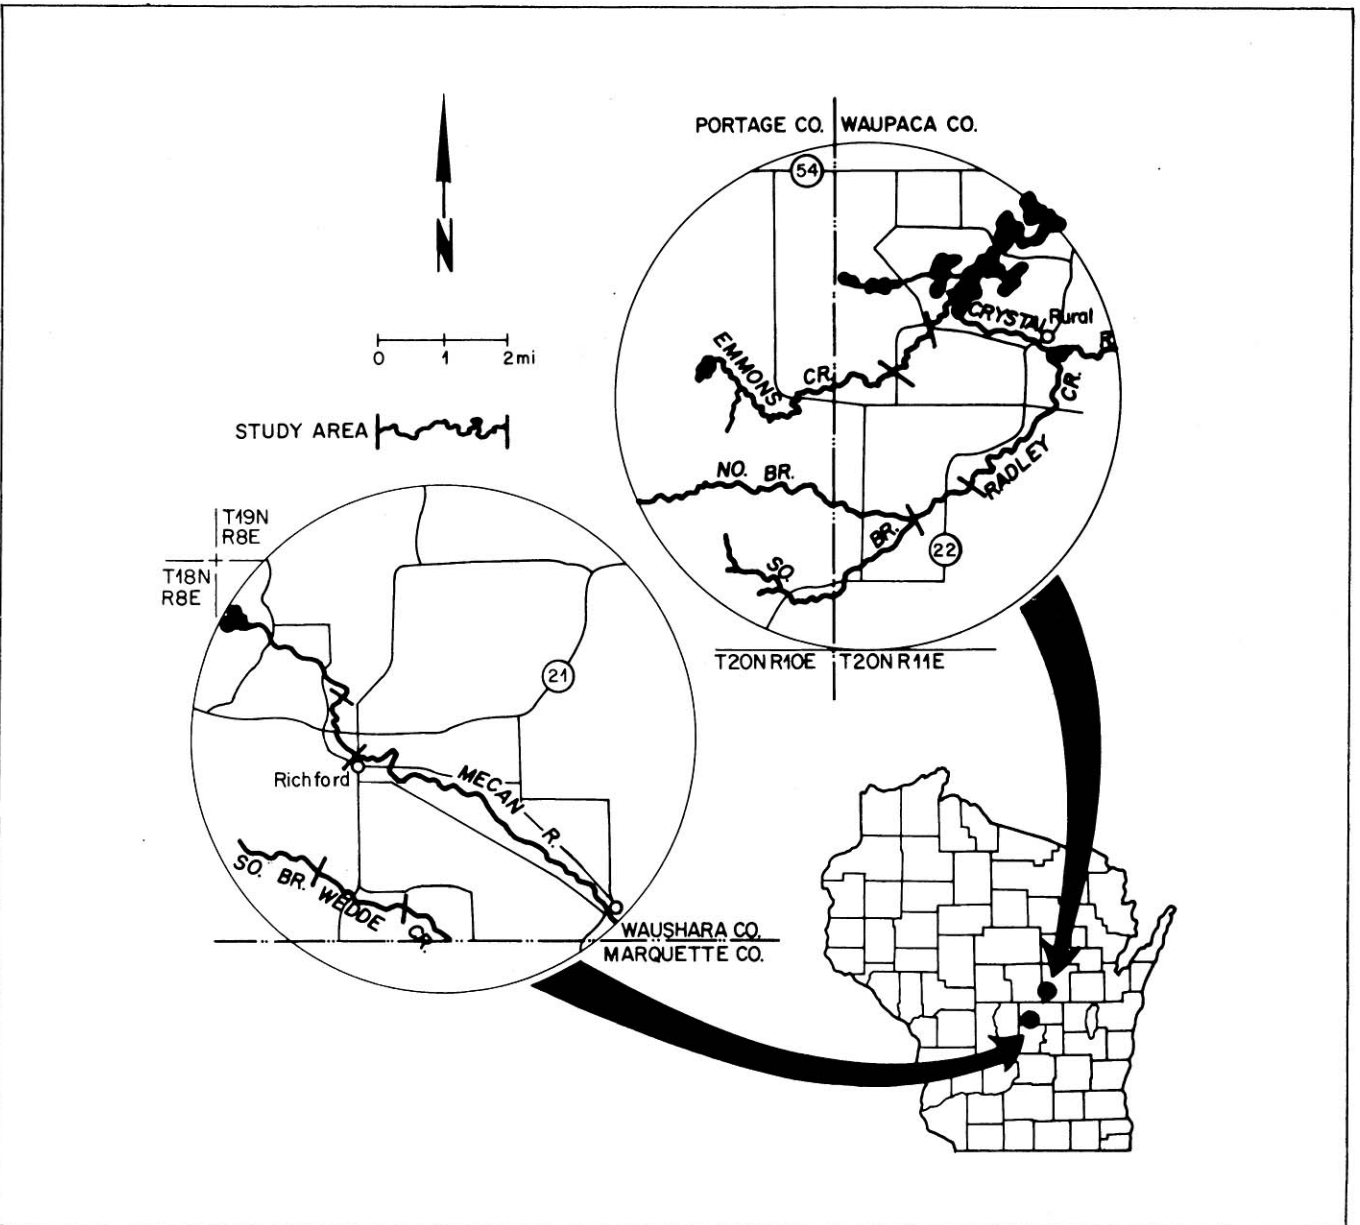 PORTAGE CO. WAUPACA CO.
54
N
0 1 2mi
STUDY AREA
CRYSTAL
R.
Rural
EMMONS
CR.
CR.
RADLEY
NO. BR.
BR.
SO.
22
T20N R10E T20N R11E
T19N
R8E
T18N
R8E
21
Richford
MECAN R.
SO. BR. WEDDE CR.
WAUSHARA CO.
MARQUETTE CO.